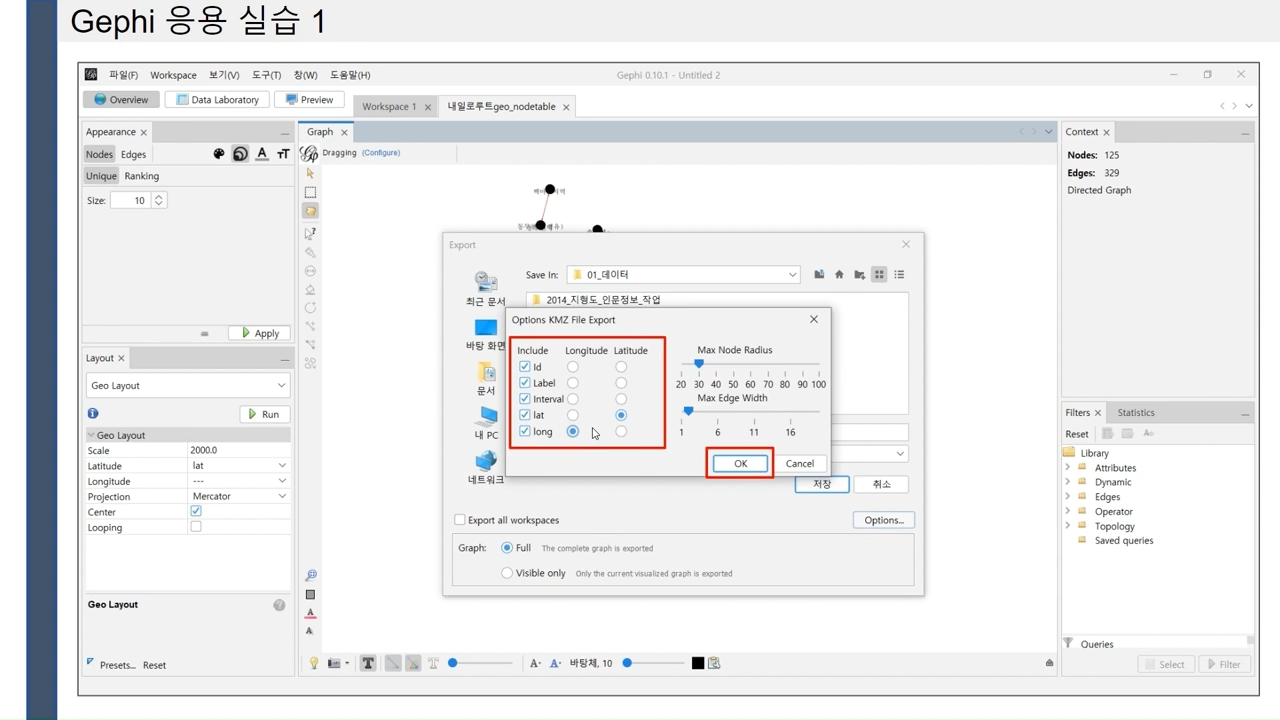 Gephi 응용 실습 1
파일(F) Workspace 보기(V) 도구(T) 창(W) 도움말(H)
Gephi 0.10.1 - Untitled 2
Overview Data Laboratory Preview
Workspace 1 내일로루트geo_nodetable
Appearance
Nodes Edges
Unique Ranking
Size: 10
Apply
Layout
Geo Layout
Run
Geo Layout
Scale 2000.0
Latitude lat
Longitude ---
Projection Mercator
Center
Looping
Geo Layout
Presets... Reset
Graph
Dragging (Configure)
Export
Save In: 01_데이터
최근 문서
바탕 화면
문서
내 PC
네트워크
2014_지형도_인문정보_작업
Options KMZ File Export
Include Longitude Latitude
Id
Label
Interval
lat
long
Max Node Radius
20 30 40 50 60 70 80 90 100
Max Edge Width
1 6 11 16
OK Cancel
저장 취소
Export all workspaces
Options...
Graph: Full The complete graph is exported
Visible only Only the current visualized graph is exported
바탕체, 10
Context
Nodes: 125
Edges: 329
Directed Graph
Filters Statistics
Reset
Library
Attributes
Dynamic
Edges
Operator
Topology
Saved queries
Queries
Select Filter